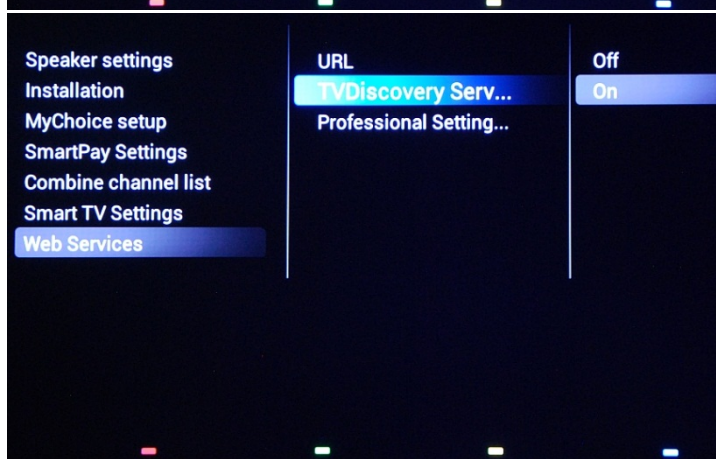 Speaker settings
Installation
MyChoice setup
SmartPay Settings
Combine channel list
Smart TV Settings
Web Services
URL
TVDiscovery Serv...
Professional Setting...
Off
On